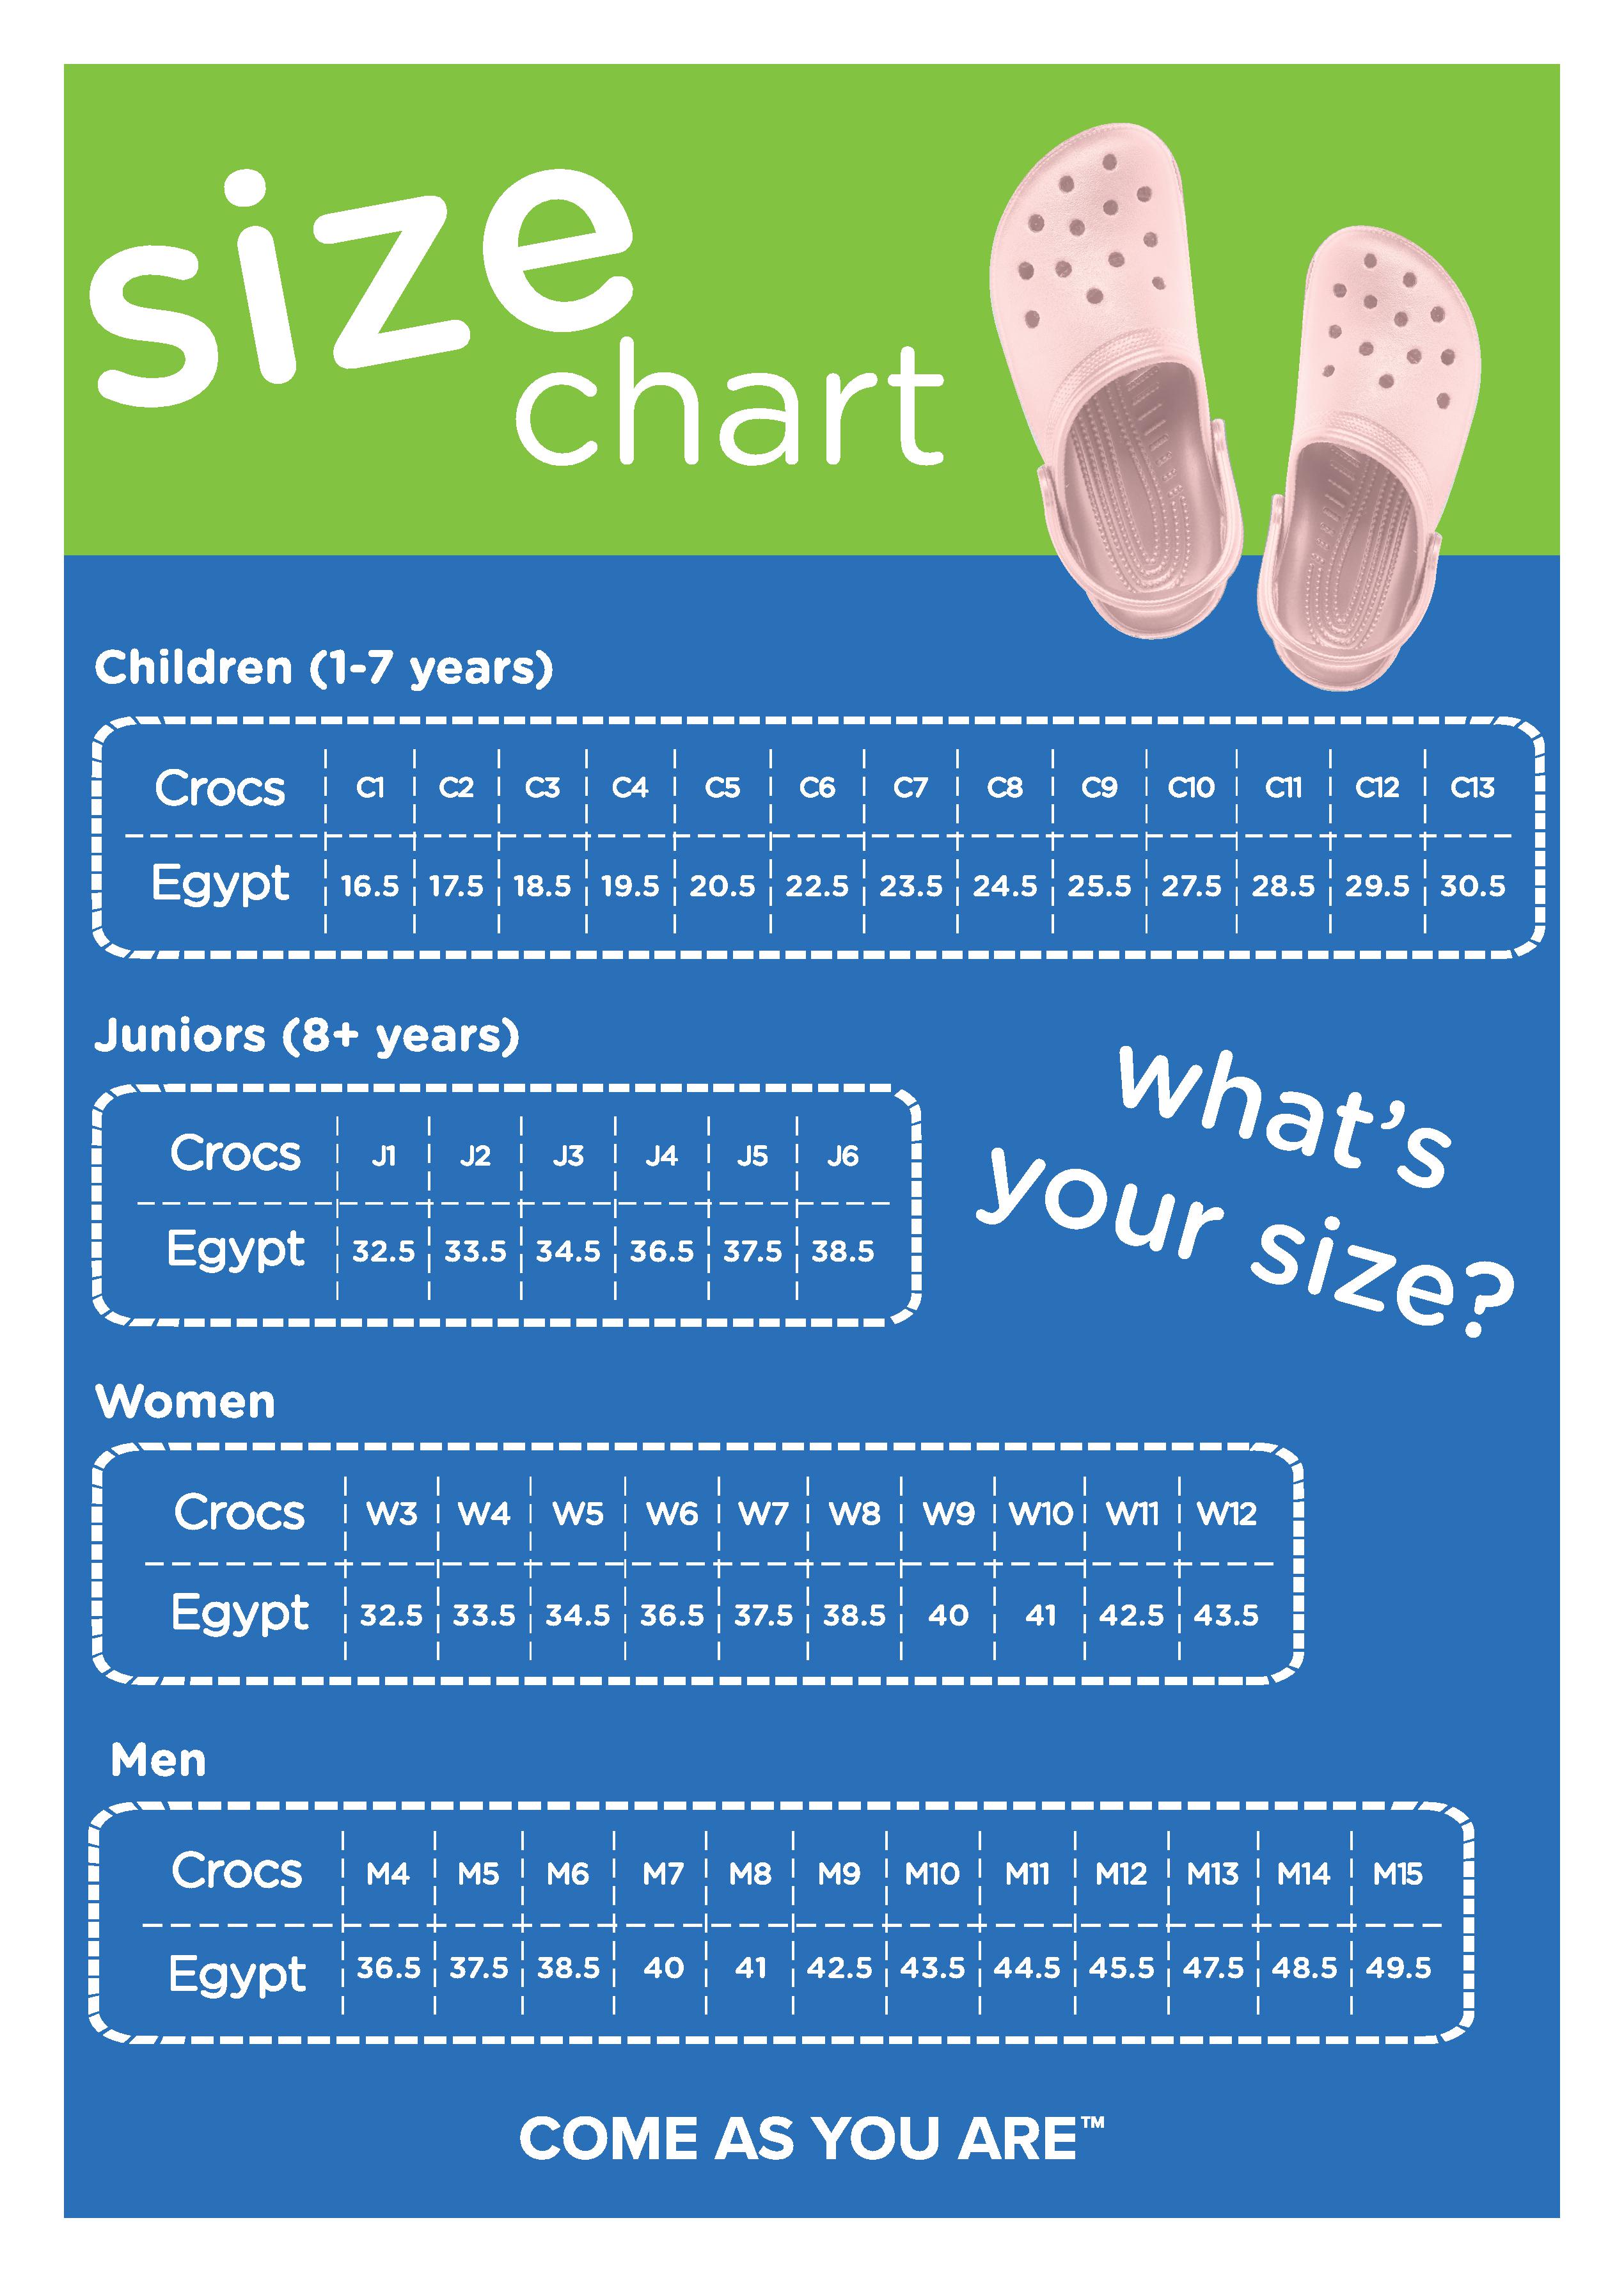 size
chart
Children (1-7 years)
Crocs C1 C2 C3 C4 C5 C6 C7 C8 C9 C10 C11 C12 C13
Egypt 16.5 17.5 18.5 19.5 20.5 22.5 23.5 24.5 25.5 27.5 28.5 29.5 30.5
Juniors (8+ years)
Crocs J1 J2 J3 J4 J5 J6
Egypt 32.5 33.5 34.5 36.5 37.5 38.5
what's
your size?
Women
Crocs W3 W4 W5 W6 W7 W8 W9 W10 W11 W12
Egypt 32.5 33.5 34.5 36.5 37.5 38.5 40 41 42.5 43.5
Men
Crocs M4 M5 M6 M7 M8 M9 M10 M11 M12 M13 M14 M15
Egypt 36.5 37.5 38.5 40 41 42.5 43.5 44.5 45.5 47.5 48.5 49.5
COME AS YOU ARE™